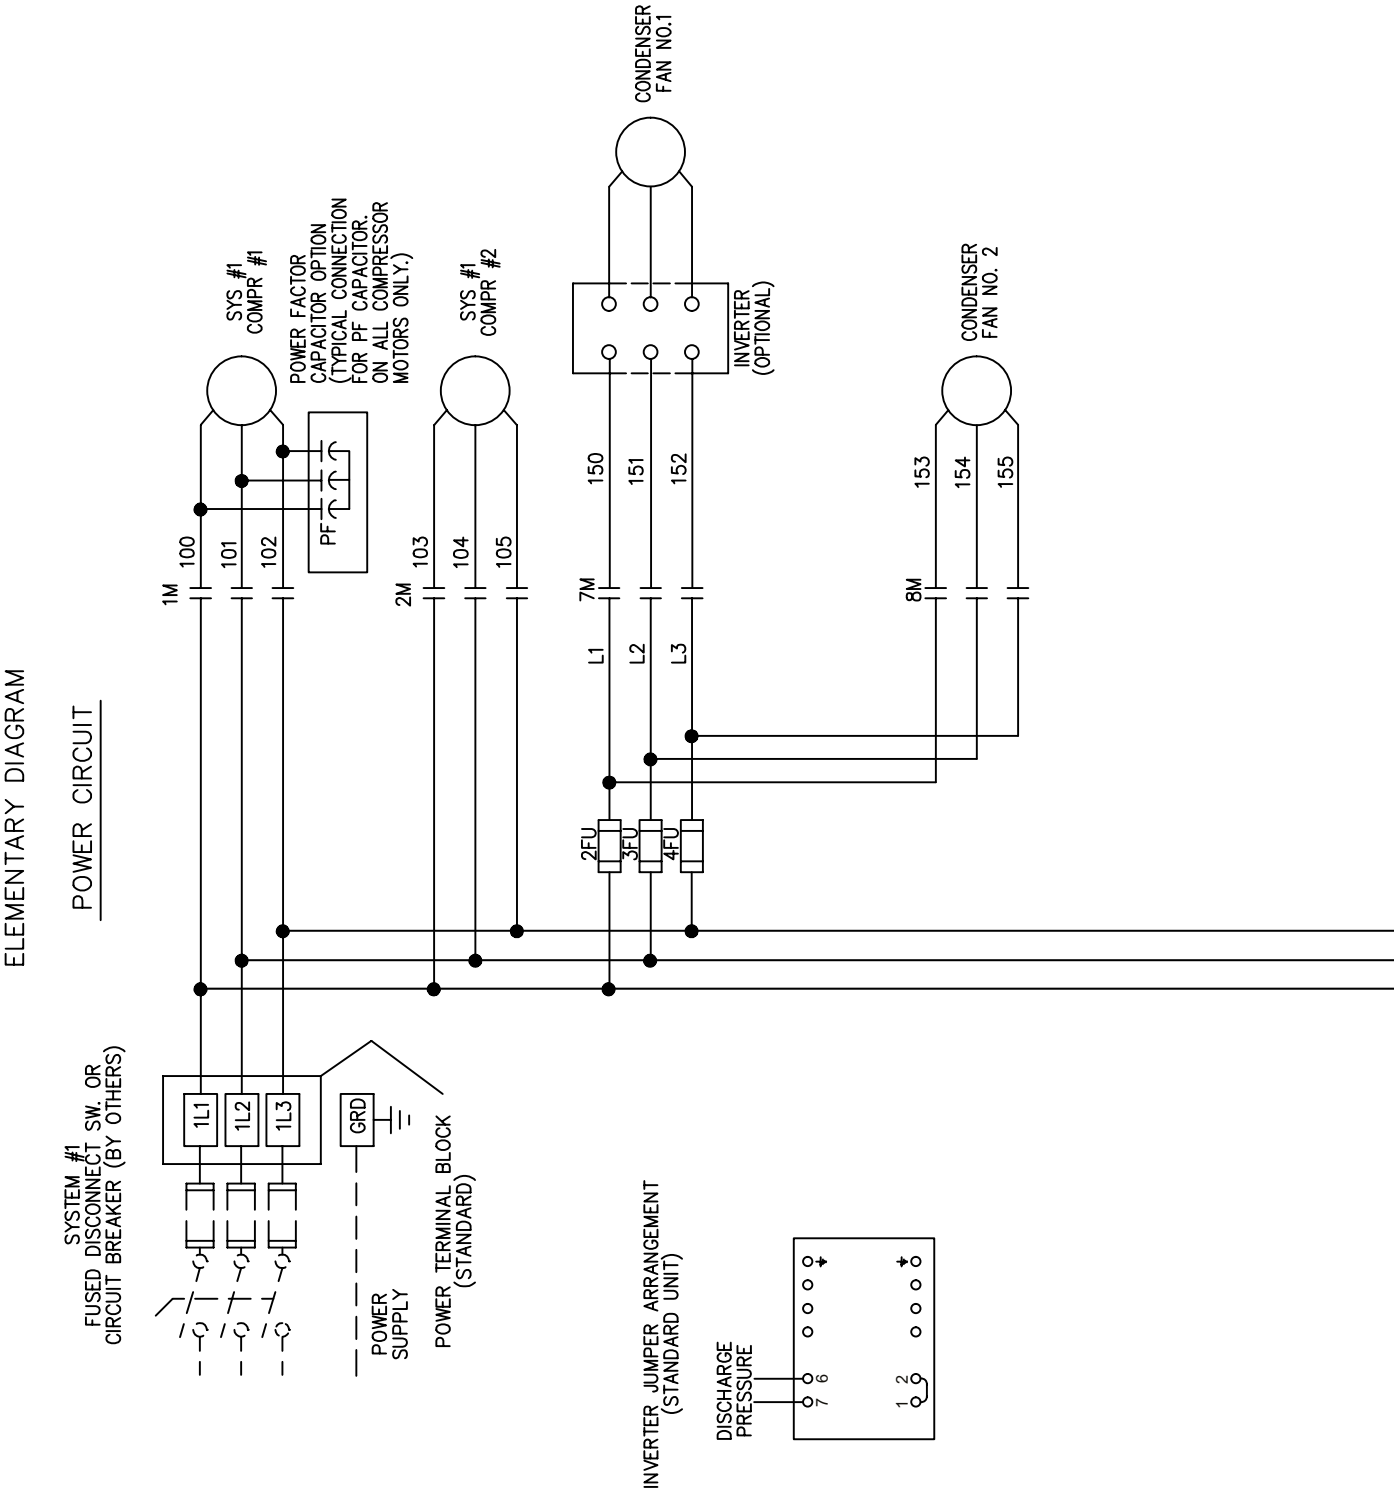 ELEMENTARY DIAGRAM
POWER CIRCUIT
SYSTEM #1
FUSED DISCONNECT SW. OR
CIRCUIT BREAKER (BY OTHERS)
1L1
1L2
1L3
GRD
POWER
SUPPLY
POWER TERMINAL BLOCK
(STANDARD)
1M
100
101
102
SYS #1
COMPR #1
POWER FACTOR
CAPACITOR OPTION
(TYPICAL CONNECTION
FOR PF CAPACITOR.
ON ALL COMPRESSOR
MOTORS ONLY.)
PF
2M
103
104
105
SYS #1
COMPR #2
2FU
3FU
4FU
L1
L2
L3
7M
150
151
152
INVERTER
(OPTIONAL)
CONDENSER
FAN NO.1
8M
153
154
155
CONDENSER
FAN NO. 2
INVERTER JUMPER ARRANGEMENT
(STANDARD UNIT)
DISCHARGE
PRESSURE
7 6
1 2